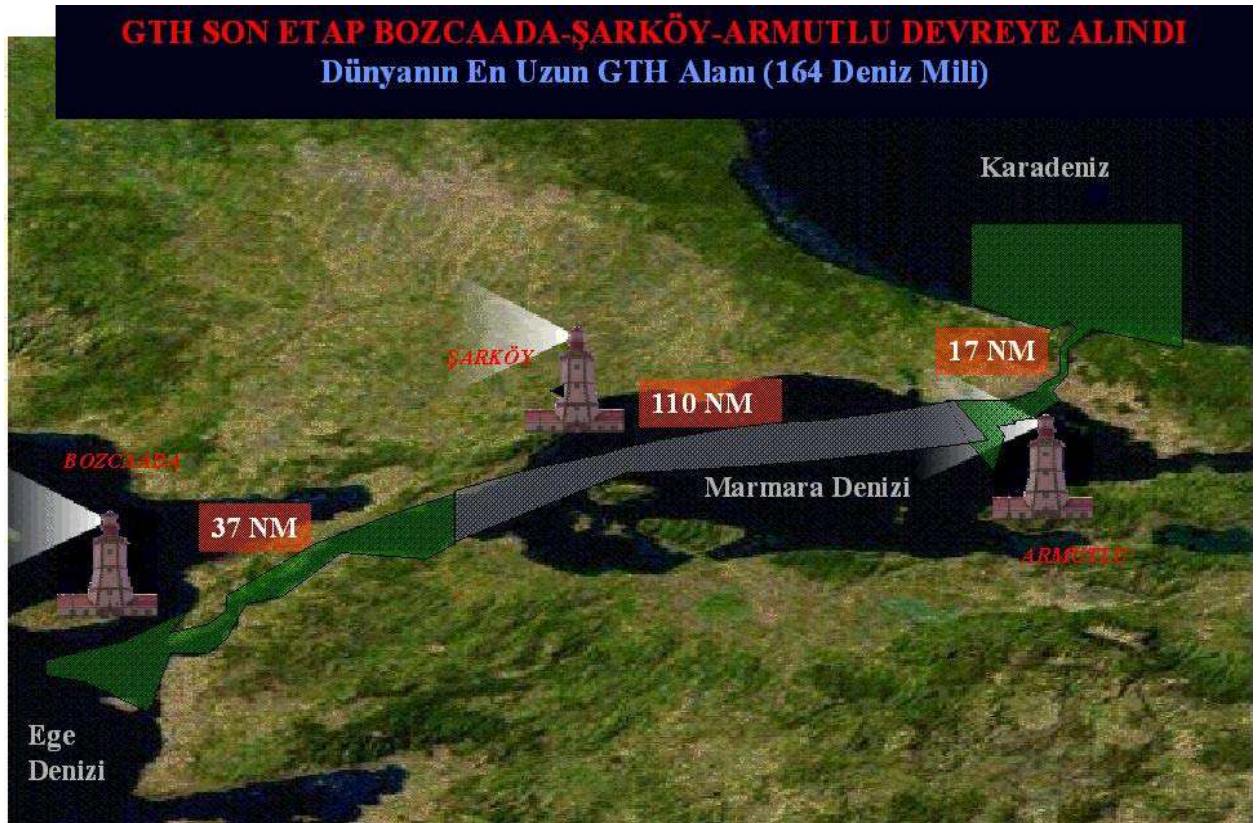 GTH SON ETAP BOZCAADA-ŞARKÖY-ARMUTLU DEVREYE ALINDI
Dünyanın En Uzun GTH Alanı (164 Deniz Mili)
Karadeniz
17 NM
ŞARKÖY
110 NM
BOZCAADA
Marmara Denizi
37 NM
ARMUTLU
Ege
Denizi